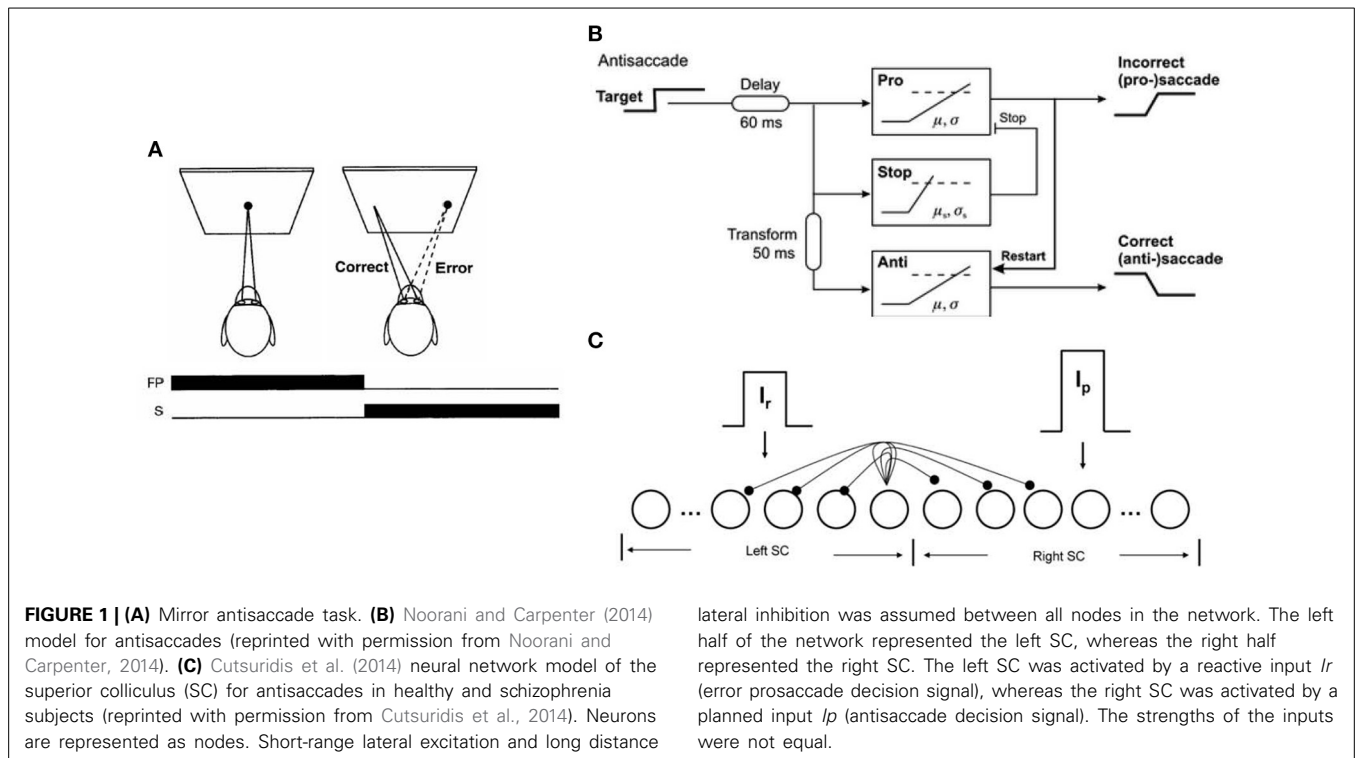 A
Correct
Error
FP
S
B
Antisaccade
Target
Delay
60 ms
Pro
μ, σ
Incorrect
(pro-)saccade
Stop
Stop
μs, σs
Transform
50 ms
Anti
μ, σ
Restart
Correct
(anti-)saccade
C
Ir
Ip
...
...
Left SC
Right SC
FIGURE 1 | (A) Mirror antisaccade task. (B) Noorani and Carpenter (2014)
model for antisaccades (reprinted with permission from Noorani and
Carpenter, 2014). (C) Cutsuridis et al. (2014) neural network model of the
superior colliculus (SC) for antisaccades in healthy and schizophrenia
subjects (reprinted with permission from Cutsuridis et al., 2014). Neurons
are represented as nodes. Short-range lateral excitation and long distance
lateral inhibition was assumed between all nodes in the network. The left
half of the network represented the left SC, whereas the right half
represented the right SC. The left SC was activated by a reactive input Ir
(error prosaccade decision signal), whereas the right SC was activated by a
planned input Ip (antisaccade decision signal). The strengths of the inputs
were not equal.